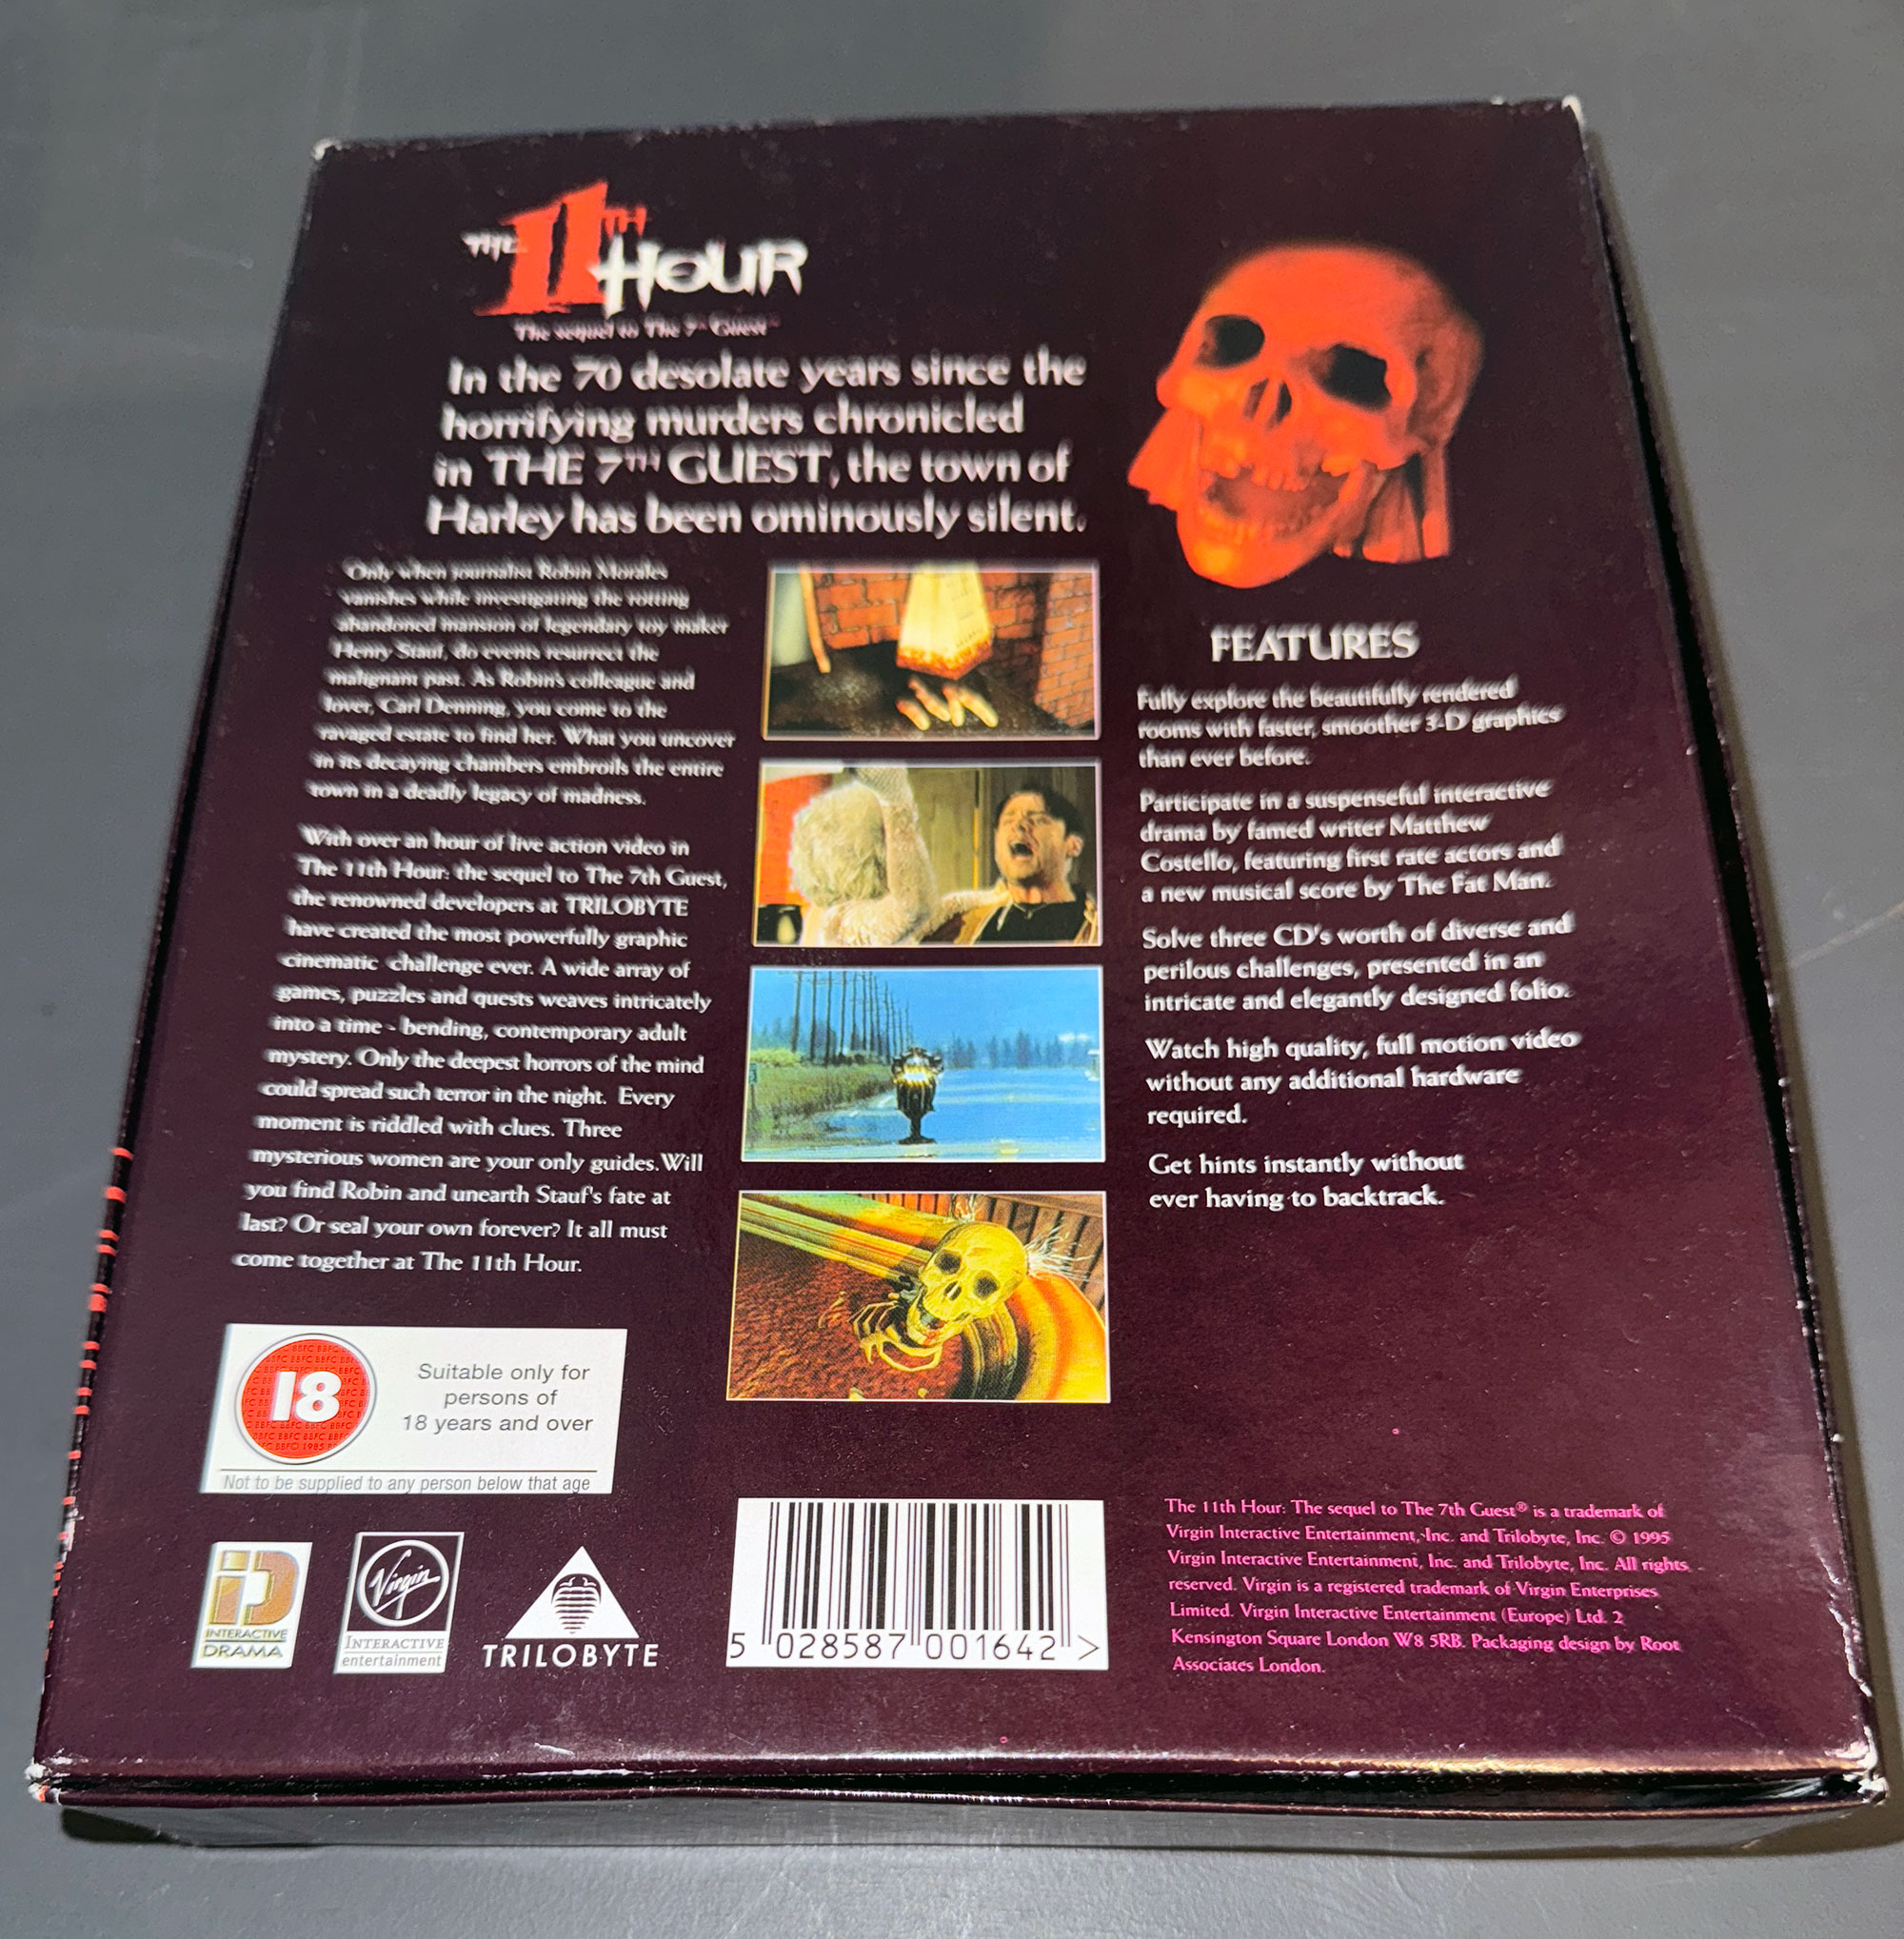 THE 11TH HOUR
The sequel to The 7th Guest™
In the 70 desolate years since the
horrifying murders chronicled
in THE 7TH GUEST, the town of
Harley has been ominously silent.
Only when journalist Robin Morales
vanishes while investigating the rotting
abandoned mansion of legendary toy maker
Henry Stauf, do events resurrect the
malignant past. As Robin's colleague and
lover, Carl Denning, you come to the
ravaged estate to find her. What you uncover
in its decaying chambers embroils the entire
town in a deadly legacy of madness.
With over an hour of live action video in
The 11th Hour: the sequel to The 7th Guest,
the renowned developers at TRILOBYTE
have created the most powerfully graphic
cinematic challenge ever. A wide array of
games, puzzles and quests weaves intricately
into a time - bending, contemporary adult
mystery. Only the deepest horrors of the mind
could spread such terror in the night. Every
moment is riddled with clues. Three
mysterious women are your only guides. Will
you find Robin and unearth Stauf's fate at
last? Or seal your own forever? It all must
come together at The 11th Hour.
FEATURES
Fully explore the beautifully rendered
rooms with faster, smoother 3-D graphics
than ever before.
Participate in a suspenseful interactive
drama by famed writer Matthew
Costello, featuring first rate actors and
a new musical score by The Fat Man.
Solve three CD's worth of diverse and
perilous challenges, presented in an
intricate and elegantly designed folio.
Watch high quality, full motion video
without any additional hardware
required.
Get hints instantly without
ever having to backtrack.
18
Suitable only for
persons of
18 years and over
Not to be supplied to any person below that age
iD
INTERACTIVE
DRAMA
Virgin
INTERACTIVE
entertainment
TRILOBYTE
5 028587 001642 >
The 11th Hour: The sequel to The 7th Guest® is a trademark of
Virgin Interactive Entertainment, Inc. and Trilobyte, Inc. © 1995
Virgin Interactive Entertainment, Inc. and Trilobyte, Inc. All rights
reserved. Virgin is a registered trademark of Virgin Enterprises
Limited. Virgin Interactive Entertainment (Europe) Ltd. 2
Kensington Square London W8 5RB. Packaging design by Root
Associates London.